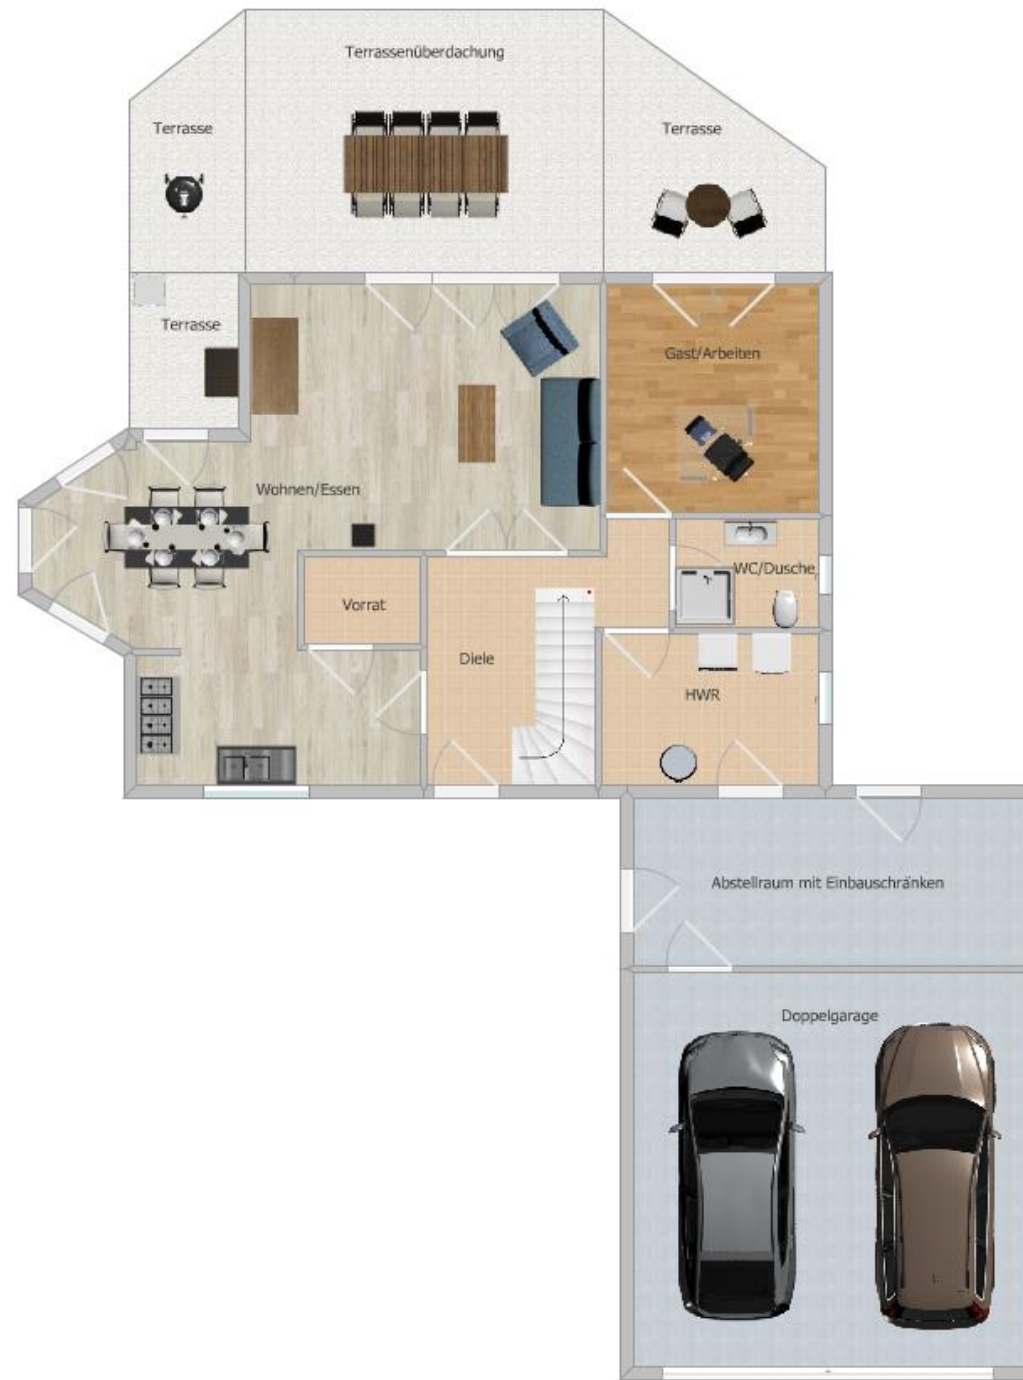 Terrassenüberdachung
Terrasse
Terrasse
Terrasse
Gast/Arbeiten
Wohnen/Essen
WC/Dusche
Vorrat
Diele
HWR
Abstellraum mit Einbauschränken
Doppelgarage